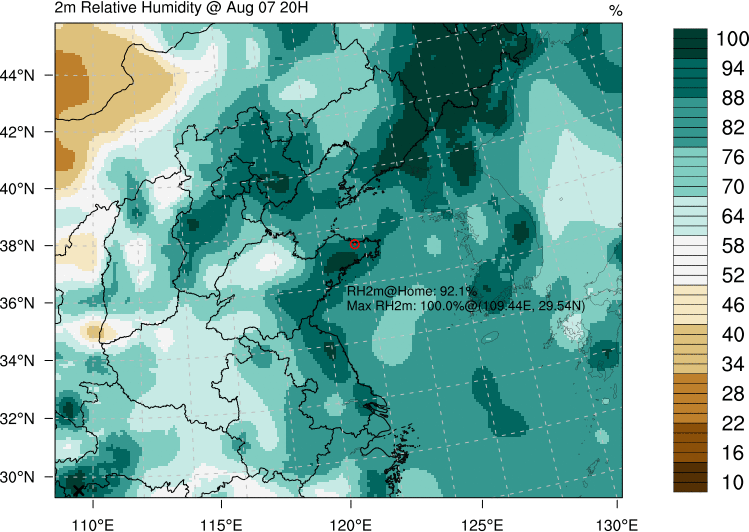 2m Relative Humidity @ Aug 07 20H
%
100
94
88
82
76
70
64
58
52
46
40
34
28
22
16
10
44°N
42°N
40°N
38°N
36°N
34°N
32°N
30°N
RH2m@Home: 92.1%
Max RH2m: 100.0%@(109.44E, 29.54N)
110°E
115°E
120°E
125°E
130°E